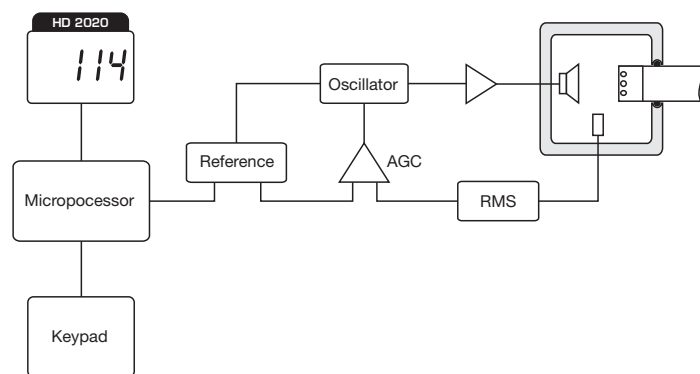 HD 2020
114
Oscillator
Reference
AGC
Micropocessor
RMS
Keypad